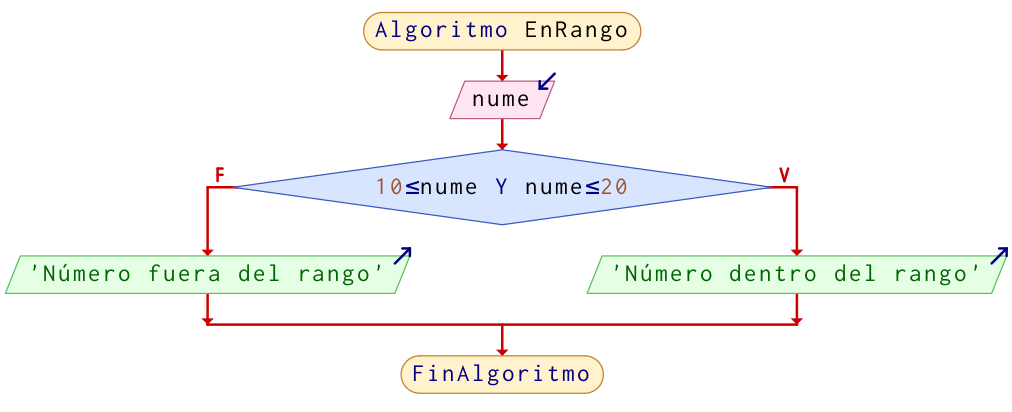 Algoritmo EnRango
nume
10≤nume Y nume≤20
F
V
'Número fuera del rango'
'Número dentro del rango'
FinAlgoritmo